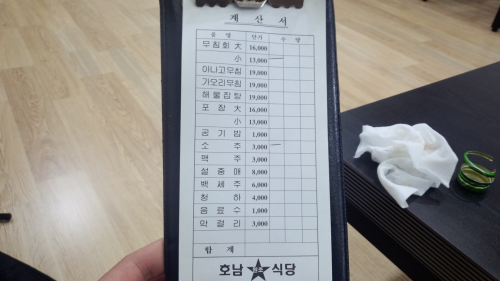 계 산 서
품 명 단가 수 량
무침회 大 16,000
小 13,000 一
아나고무침 19,000
가오리무침 19,000
해물잡탕 19,000
포 장 大 16,000
小 13,000
공 기 밥 1,000
소 주 3,000 一
맥 주 3,000
설 중 매 8,000
백 세 주 6,000
청 하 4,000
음 료 수 1,000
막 걸 리 3,000
합 계
호남 식당